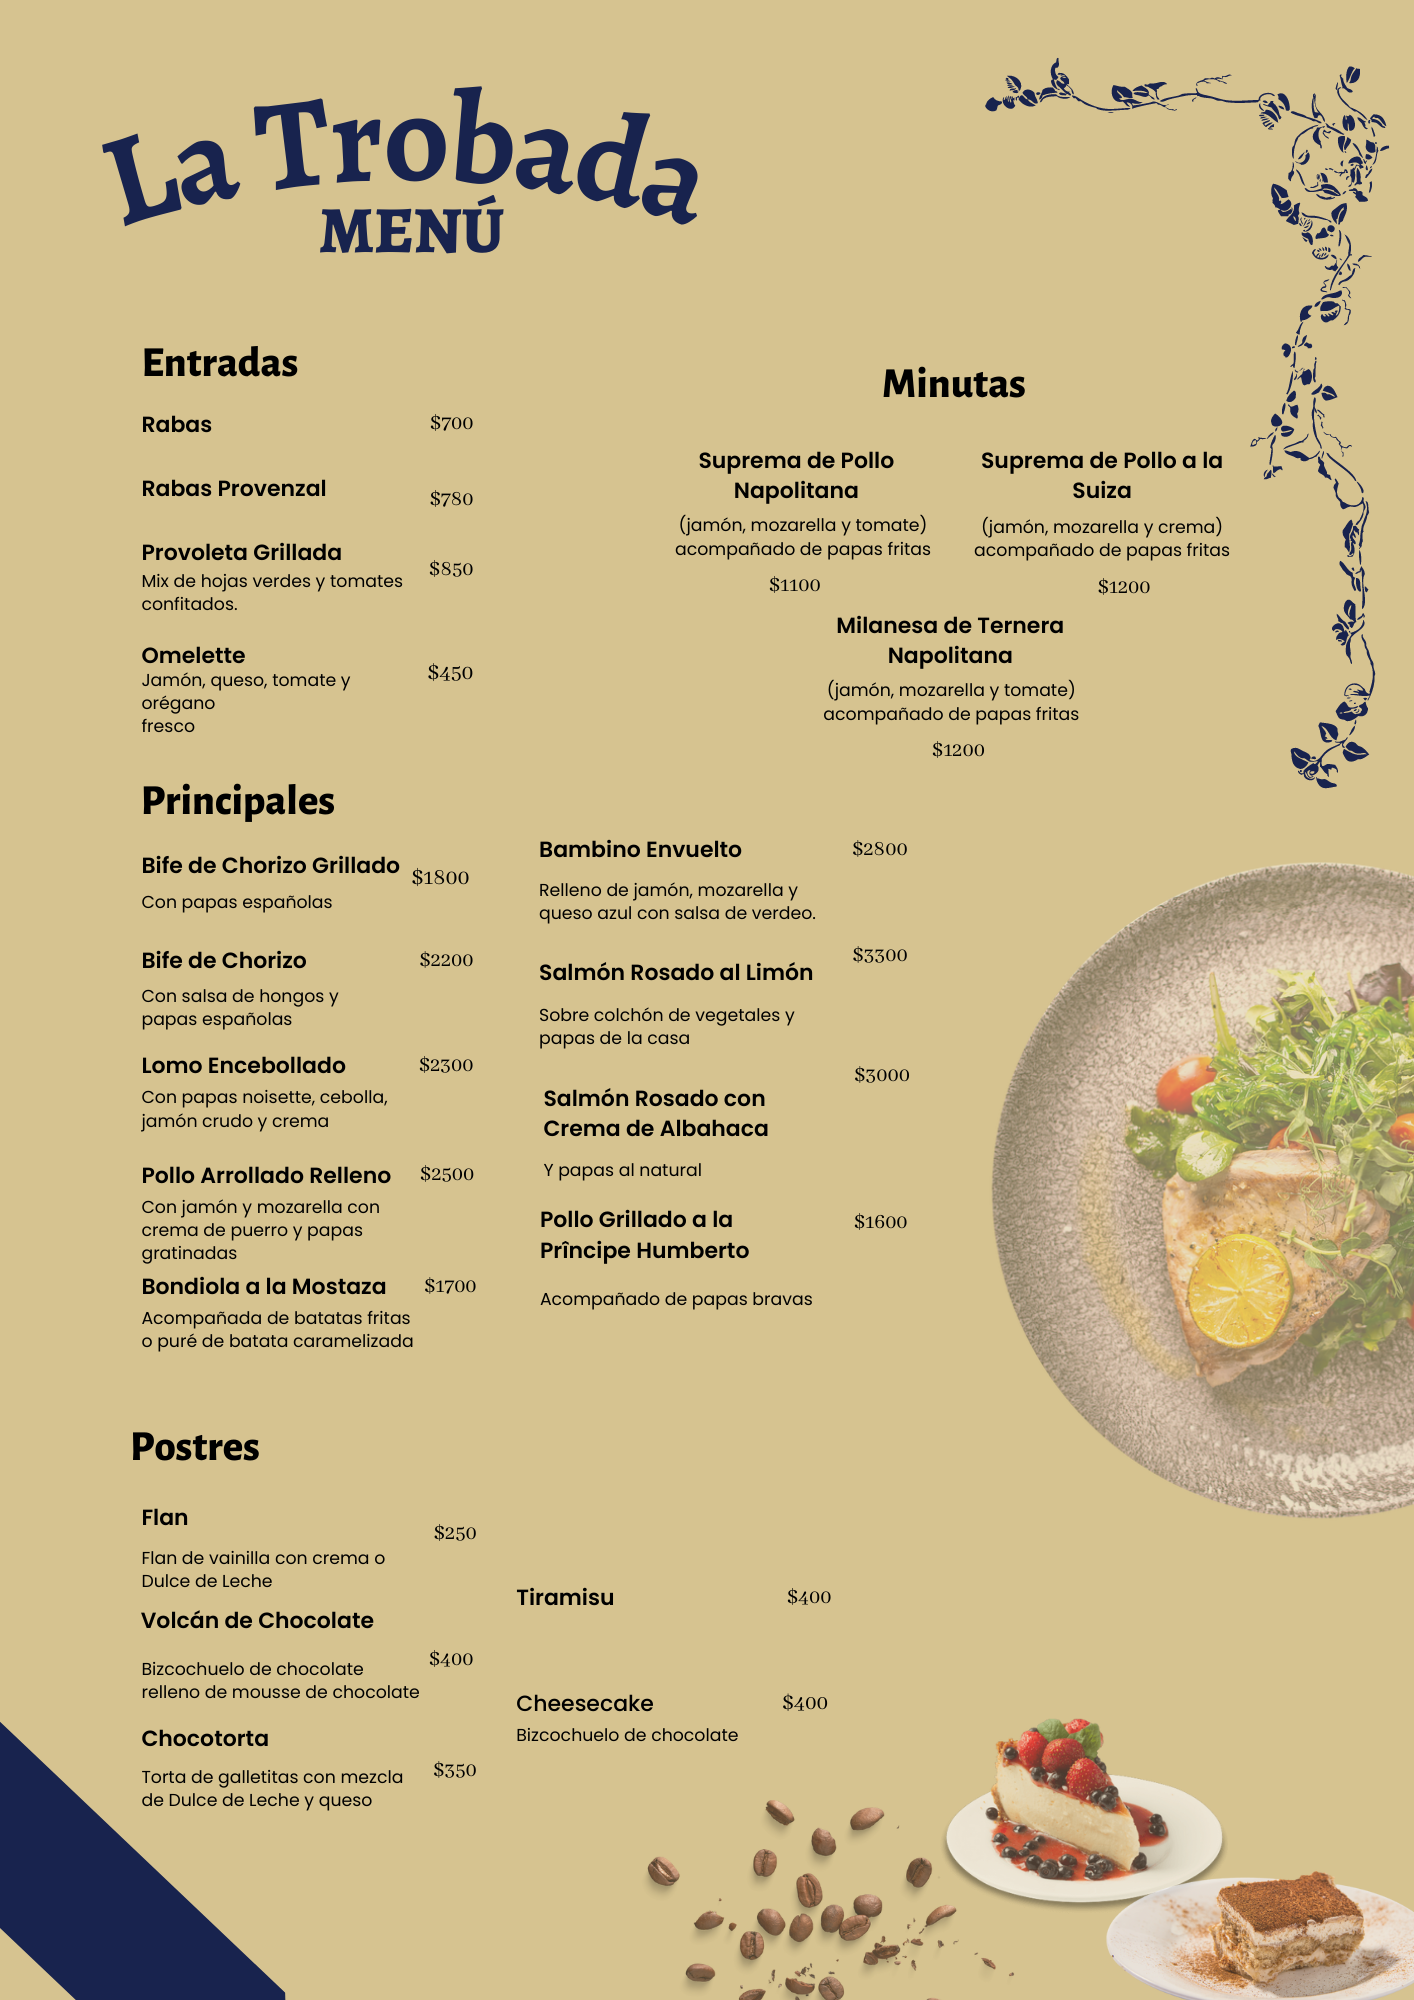 La Trobada
MENÚ
Entradas
Rabas $700
Rabas Provenzal $780
Provoleta Grillada $850
Mix de hojas verdes y tomates
confitados.
Omelette $450
Jamón, queso, tomate y
orégano
fresco
Minutas
Suprema de Pollo
Napolitana
(jamón, mozarella y tomate)
acompañado de papas fritas
$1100
Suprema de Pollo a la
Suiza
(jamón, mozarella y crema)
acompañado de papas fritas
$1200
Milanesa de Ternera
Napolitana
(jamón, mozarella y tomate)
acompañado de papas fritas
$1200
Principales
Bife de Chorizo Grillado $1800
Con papas españolas
Bife de Chorizo $2200
Con salsa de hongos y
papas españolas
Lomo Encebollado $2300
Con papas noisette, cebolla,
jamón crudo y crema
Pollo Arrollado Relleno $2500
Con jamón y mozarella con
crema de puerro y papas
gratinadas
Bondiola a la Mostaza $1700
Acompañada de batatas fritas
o puré de batata caramelizada
Bambino Envuelto $2800
Relleno de jamón, mozarella y
queso azul con salsa de verdeo.
Salmón Rosado al Limón $3300
Sobre colchón de vegetales y
papas de la casa
$3000
Salmón Rosado con
Crema de Albahaca
Y papas al natural
Pollo Grillado a la $1600
Prîncipe Humberto
Acompañado de papas bravas
Postres
Flan $250
Flan de vainilla con crema o
Dulce de Leche
Volcán de Chocolate
$400
Bizcochuelo de chocolate
relleno de mousse de chocolate
Chocotorta
$350
Torta de galletitas con mezcla
de Dulce de Leche y queso
Tiramisu $400
Cheesecake $400
Bizcochuelo de chocolate